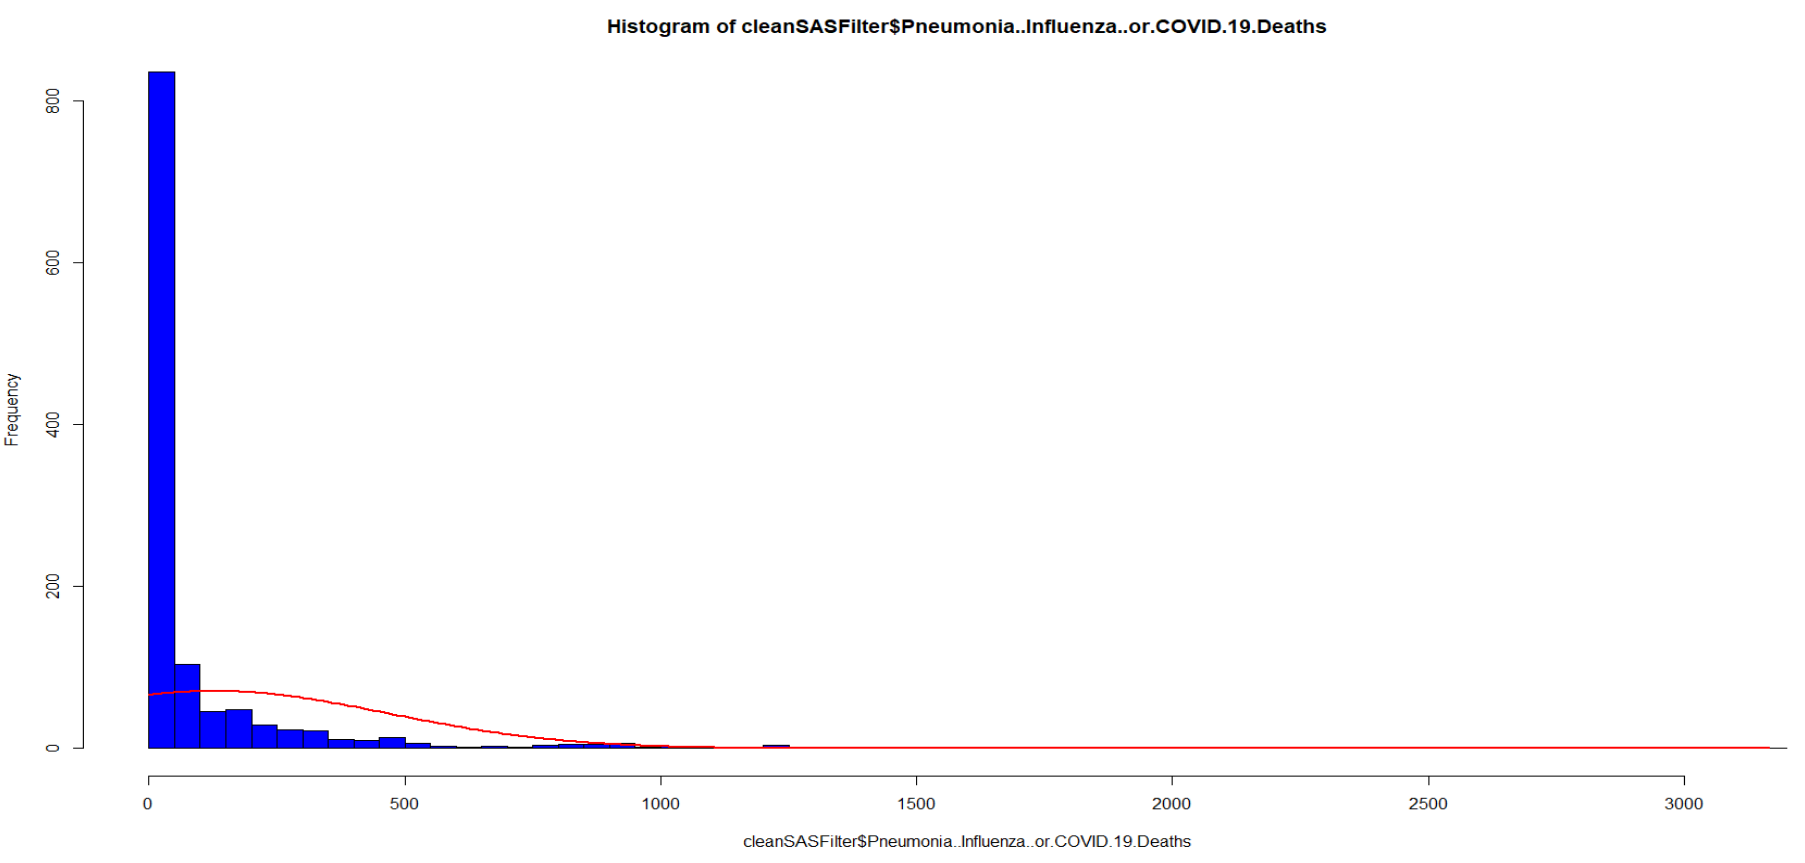 Histogram of cleanSASFilter$Pneumonia..Influenza..or.COVID.19.Deaths
800
600
400
200
0
Frequency
0 500 1000 1500 2000 2500 3000
cleanSASFilter$Pneumonia..Influenza..or.COVID.19.Deaths